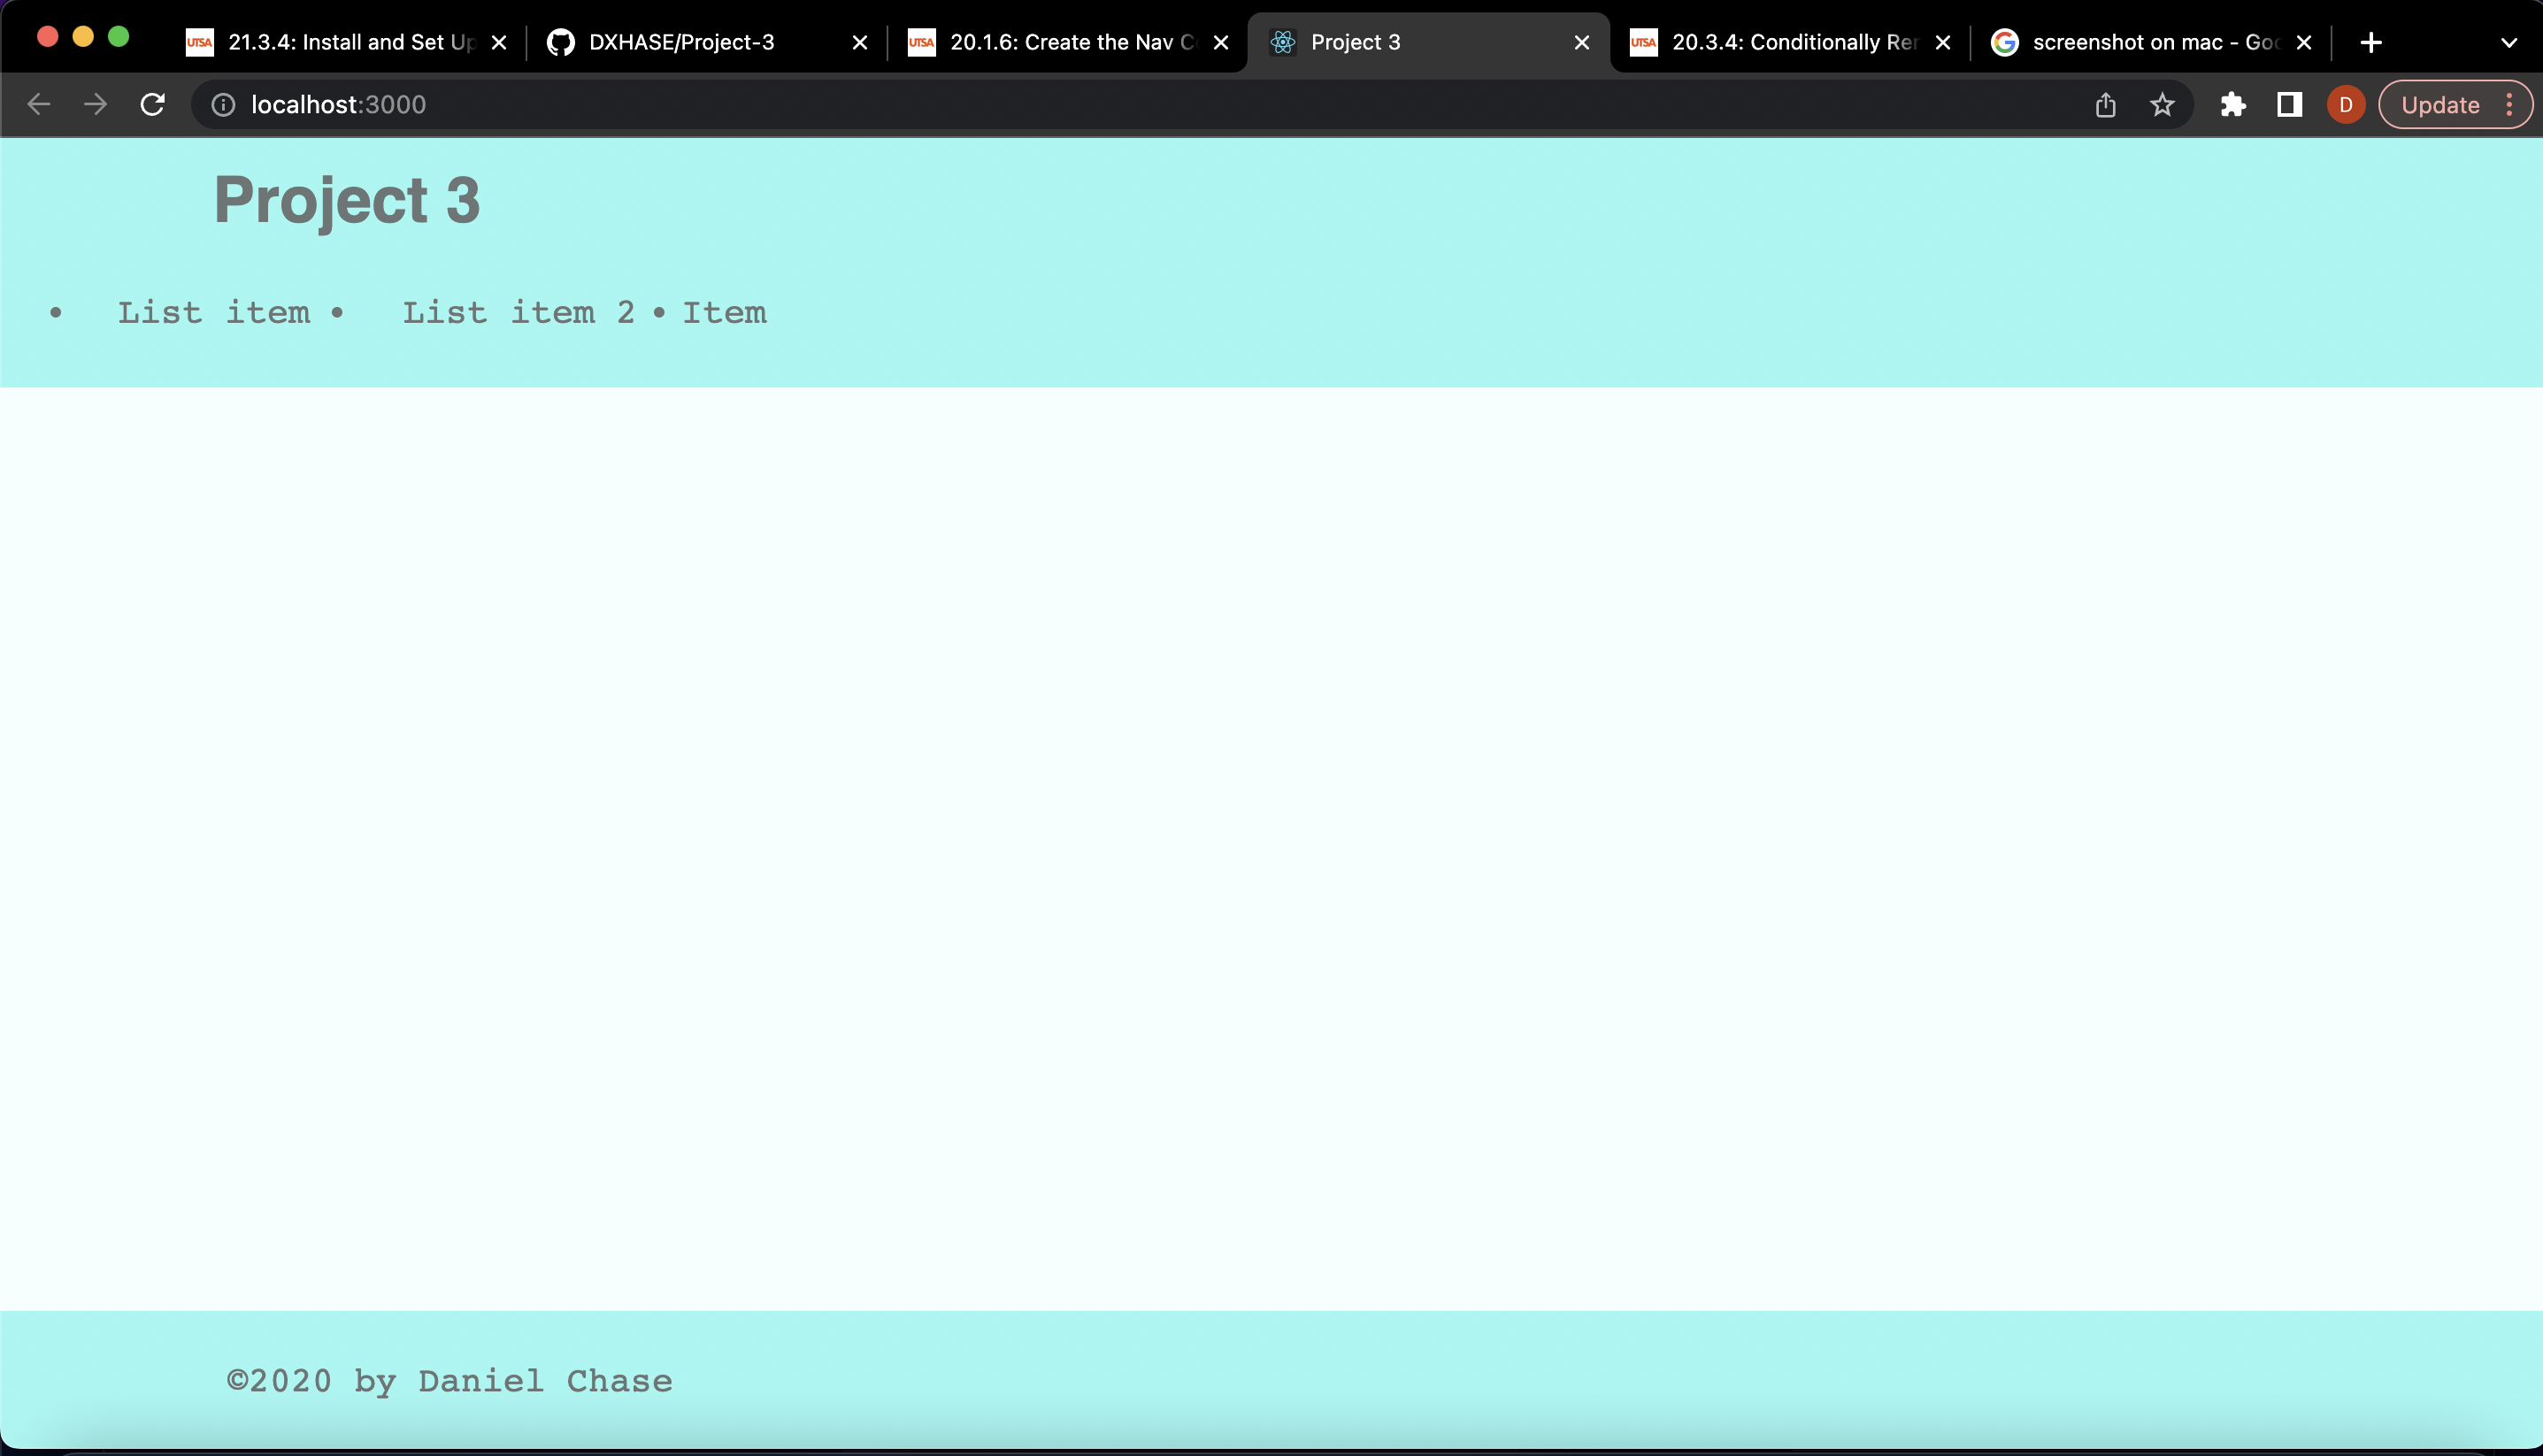 UTSA 21.3.4: Install and Set Up
DXHASE/Project-3
UTSA 20.1.6: Create the Nav C
Project 3
UTSA 20.3.4: Conditionally Rer
screenshot on mac - Goo
localhost:3000
D
Update
Project 3
• List item • List item 2 • Item
©2020 by Daniel Chase